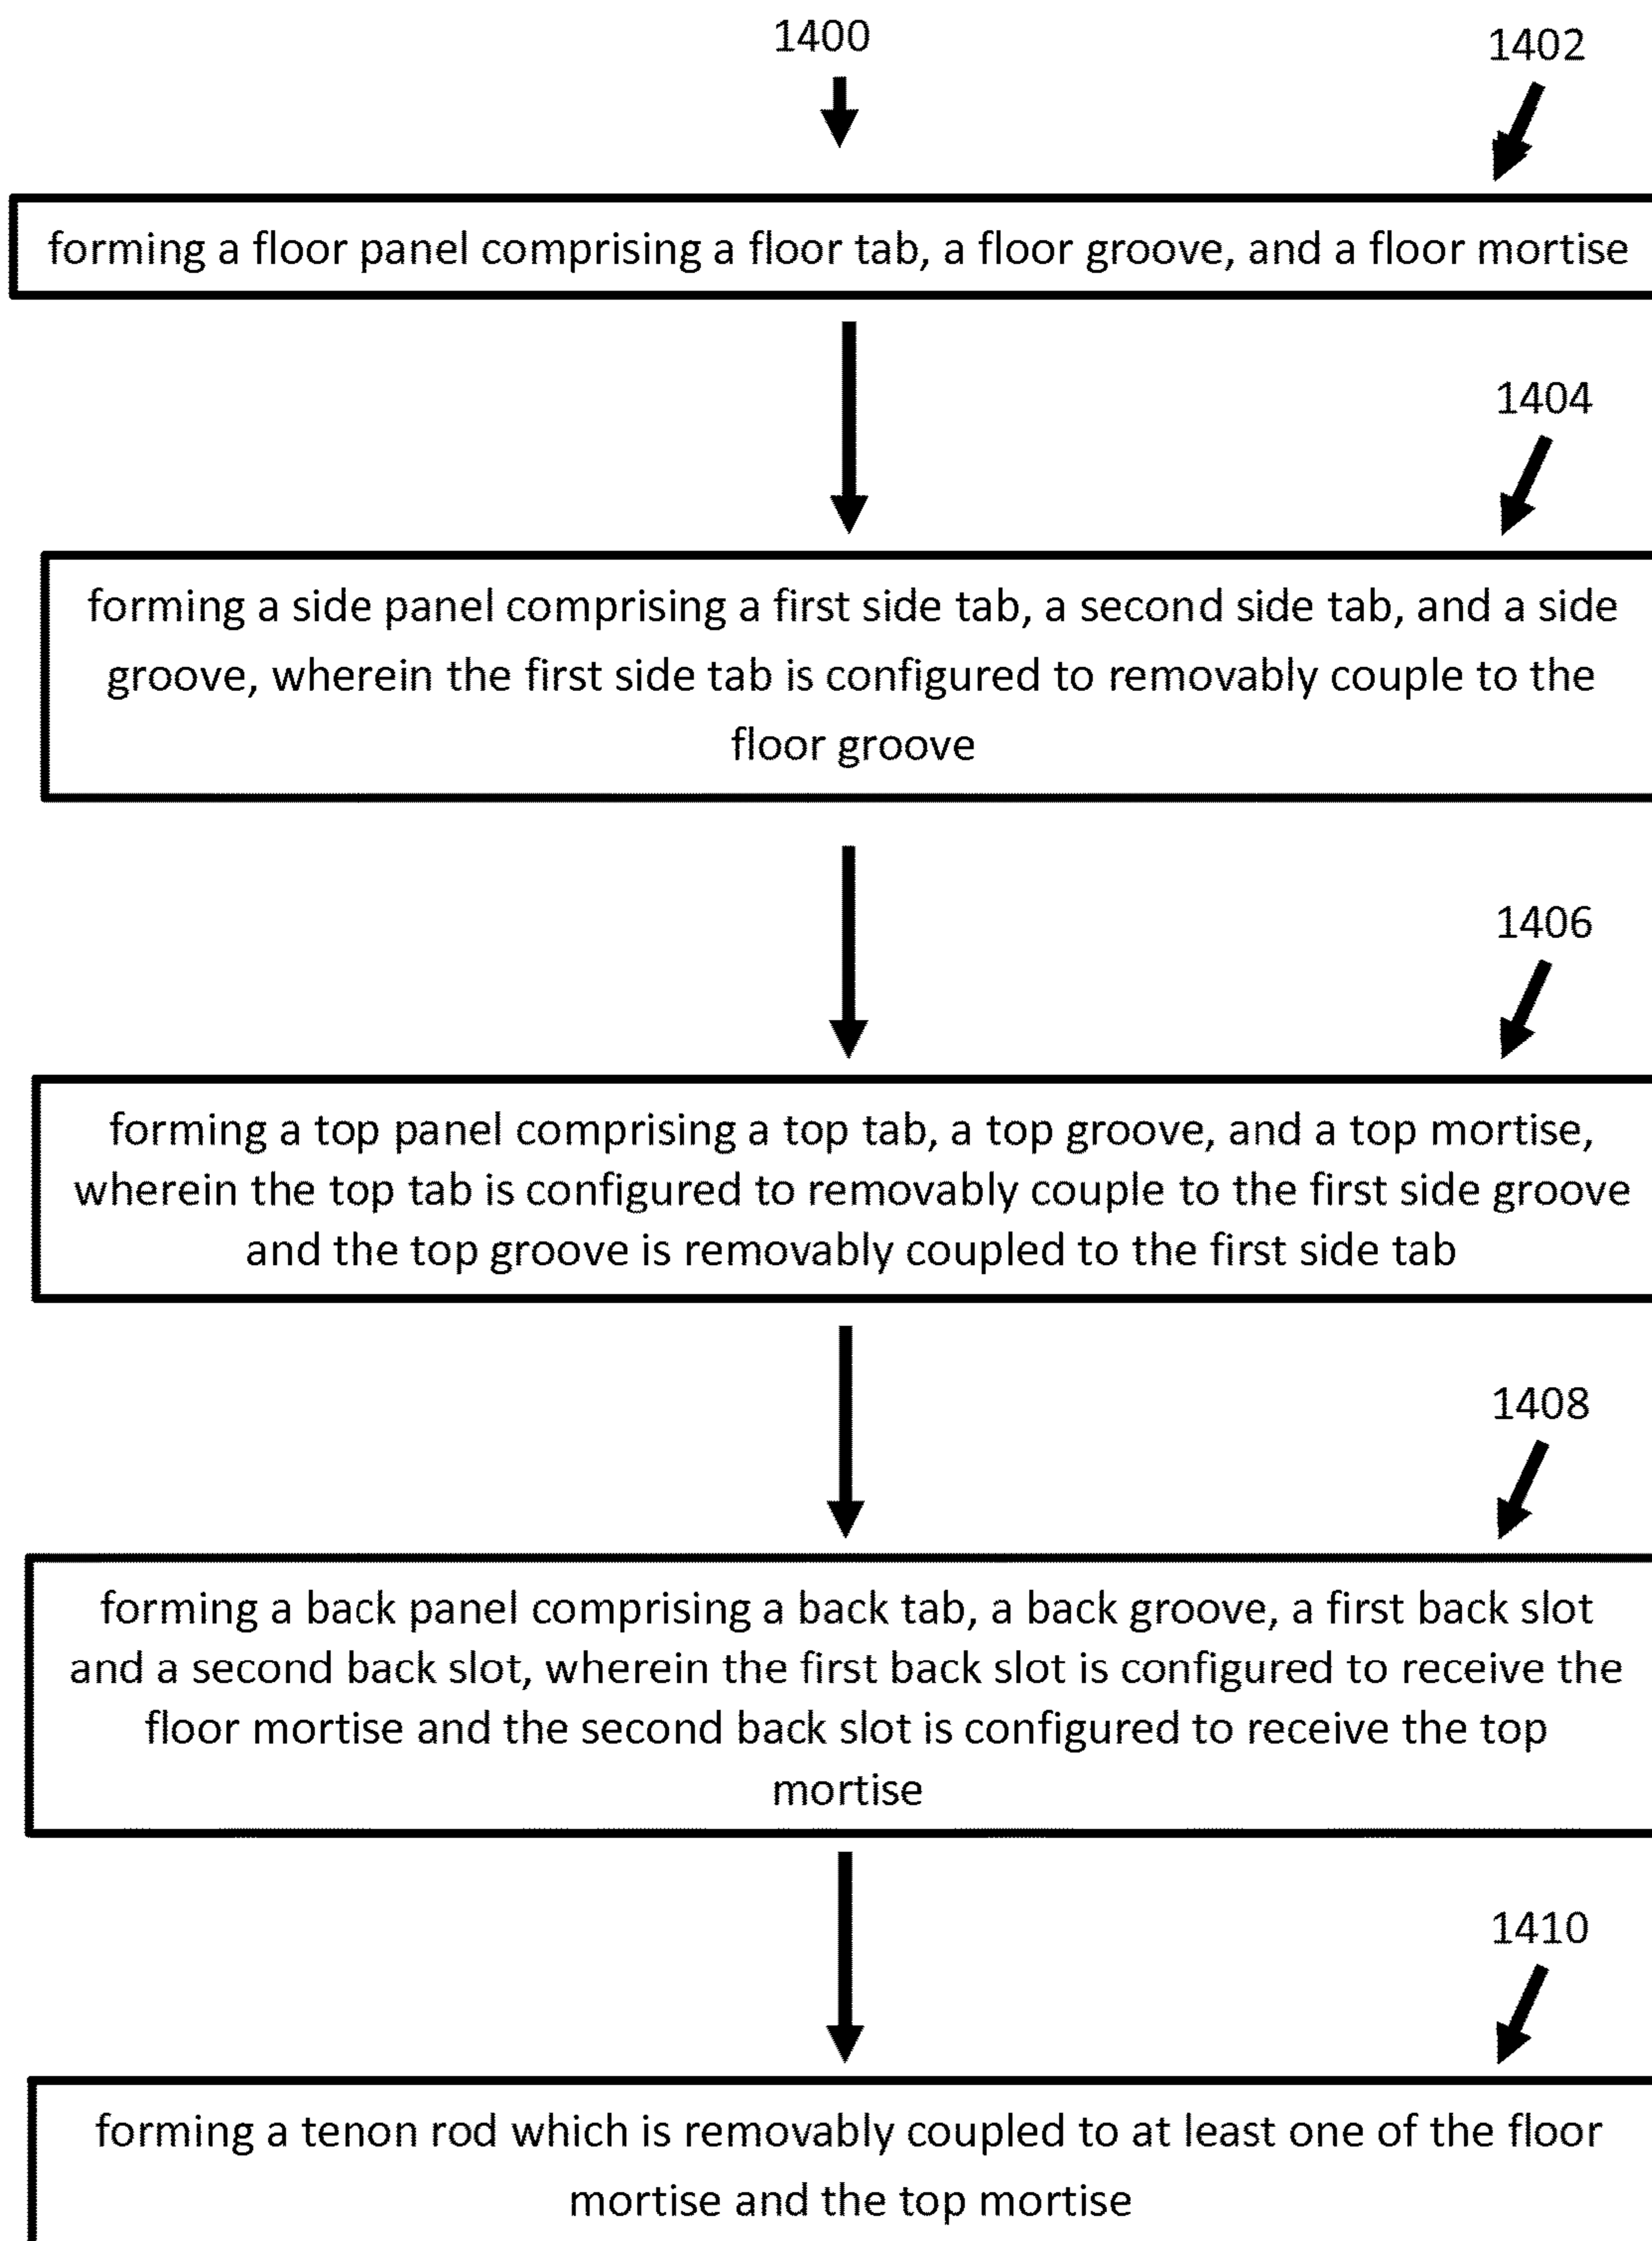 1400
1402
forming a floor panel comprising a floor tab, a floor groove, and a floor mortise
1404
forming a side panel comprising a first side tab, a second side tab, and a side
groove, wherein the first side tab is configured to removably couple to the
floor groove
1406
forming a top panel comprising a top tab, a top groove, and a top mortise,
wherein the top tab is configured to removably couple to the first side groove
and the top groove is removably coupled to the first side tab
1408
forming a back panel comprising a back tab, a back groove, a first back slot
and a second back slot, wherein the first back slot is configured to receive the
floor mortise and the second back slot is configured to receive the top
mortise
1410
forming a tenon rod which is removably coupled to at least one of the floor
mortise and the top mortise